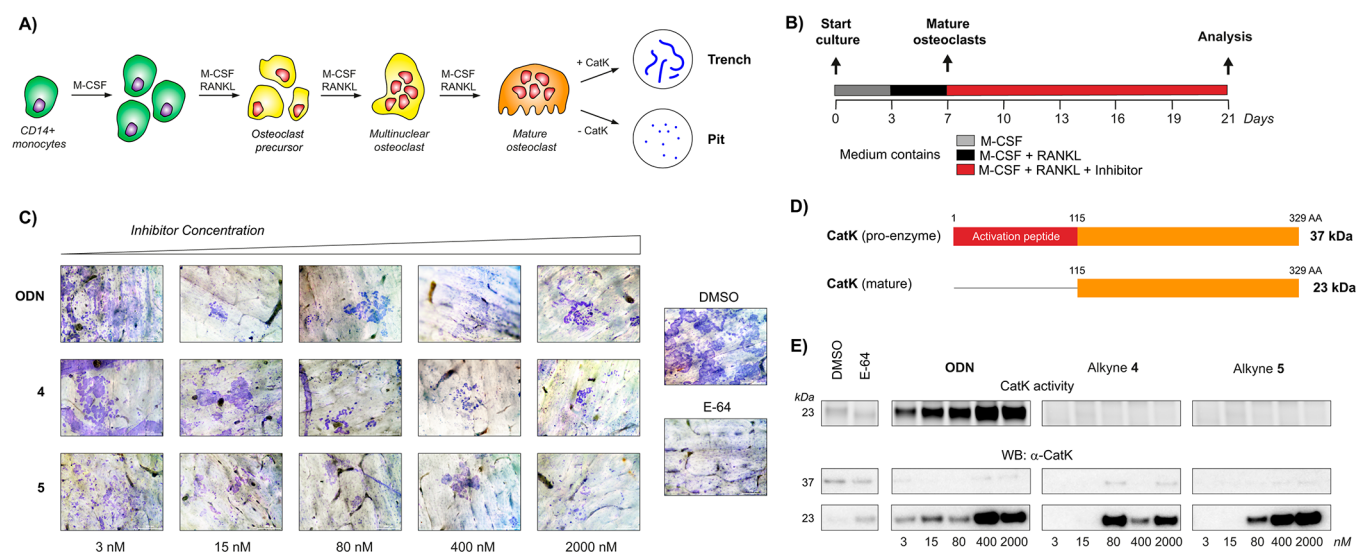 A)
CD14+
monocytes
M-CSF
M-CSF
RANKL
Osteoclast
precursor
M-CSF
RANKL
Multinuclear
osteoclast
M-CSF
RANKL
Mature
osteoclast
+ CatK
- CatK
Trench
Pit
B)
Start
culture
Mature
osteoclasts
Analysis
0 3 7 10 13 16 19 21 Days
Medium contains
M-CSF
M-CSF + RANKL
M-CSF + RANKL + Inhibitor
C)
Inhibitor Concentration
ODN
4
5
3 nM 15 nM 80 nM 400 nM 2000 nM
DMSO
E-64
D)
1 115 329 AA
CatK (pro-enzyme) Activation peptide 37 kDa
115 329 AA
CatK (mature) 23 kDa
E)
DMSO
E-64
ODN Alkyne 4 Alkyne 5
CatK activity
kDa
23
WB: α-CatK
37
23
3 15 80 400 2000 3 15 80 400 2000 3 15 80 400 2000 nM